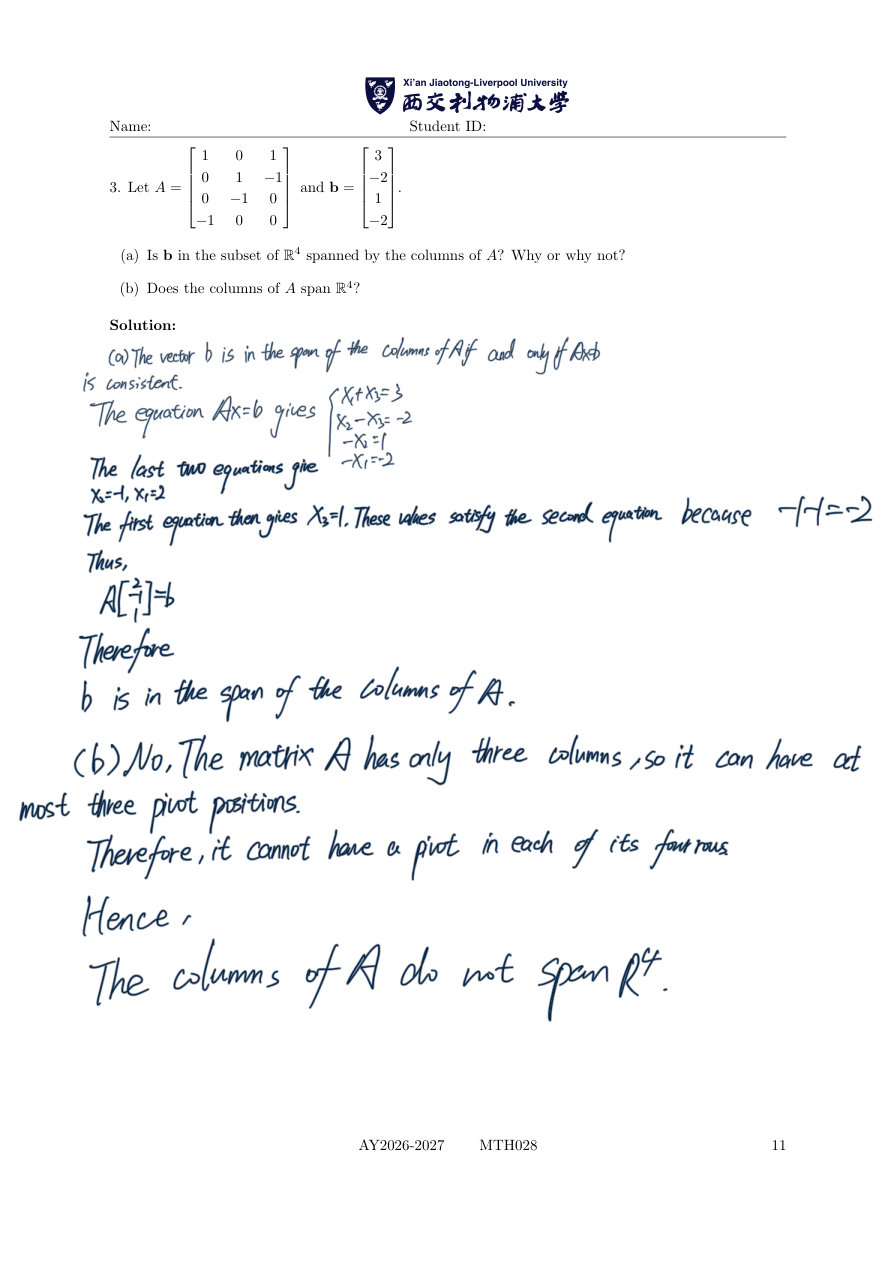 Xi'an Jiaotong-Liverpool University
西交利物浦大學
Name: Student ID:
3. Let A = [1 0 1; 0 1 −1; 0 −1 0; −1 0 0] and b = [3; −2; 1; −2].
(a) Is b in the subset of ℝ⁴ spanned by the columns of A? Why or why not?
(b) Does the columns of A span ℝ⁴?
Solution:
(a) The vector b is in the span of the columns of A if and only if Ax=b
is consistent.
The equation Ax=b gives { x₁+x₃=3
x₂−x₃=−2
−x₂=1
−x₁=−2
The last two equations give
x₂=−1, x₁=2
The first equation then gives x₃=1. These values satisfy the second equation because −1−1=−2
Thus,
A[2; −1; 1]=b
Therefore
b is in the span of the columns of A.
(b) No, The matrix A has only three columns, so it can have at
most three pivot positions.
Therefore, it cannot have a pivot in each of its four rows
Hence,
The columns of A do not span R⁴.
AY2026-2027 MTH028 11